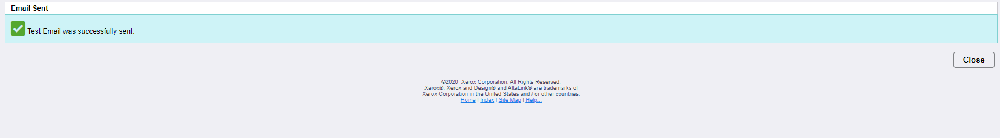 Email Sent
Test Email was successfully sent.
Close
©2020  Xerox Corporation. All Rights Reserved.
Xerox®, Xerox and Design® and AltaLink® are trademarks of
Xerox Corporation in the United States and / or other countries.
Home | Index | Site Map | Help...